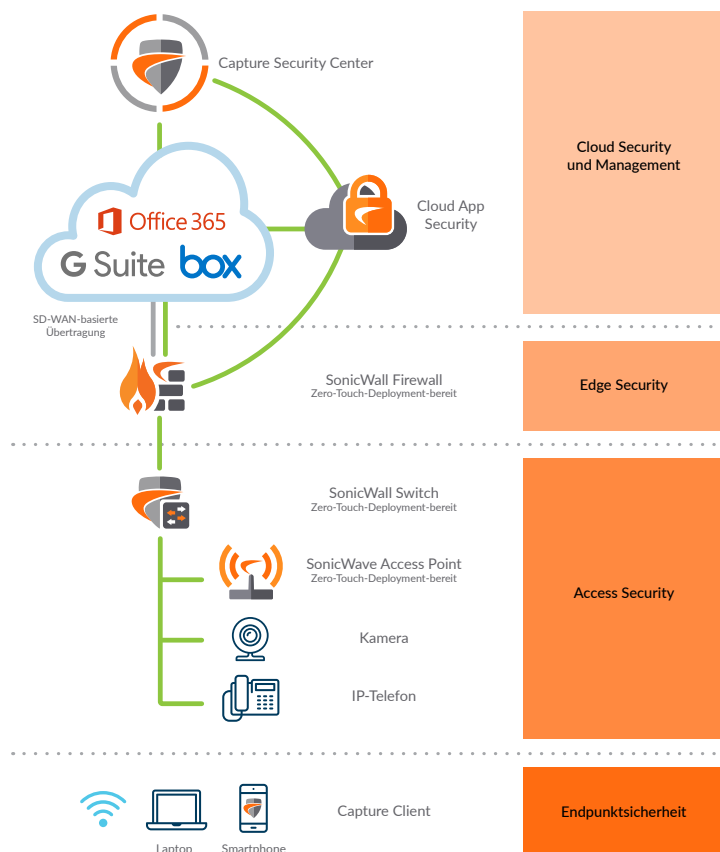 Capture Security Center
Cloud Security
und Management
Office 365
G Suite
box
Cloud App
Security
SD-WAN-basierte
Übertragung
SonicWall Firewall
Zero-Touch-Deployment-bereit
Edge Security
SonicWall Switch
Zero-Touch-Deployment-bereit
SonicWave Access Point
Zero-Touch-Deployment-bereit
Access Security
Kamera
IP-Telefon
Capture Client
Endpunktsicherheit
Laptop
Smartphone